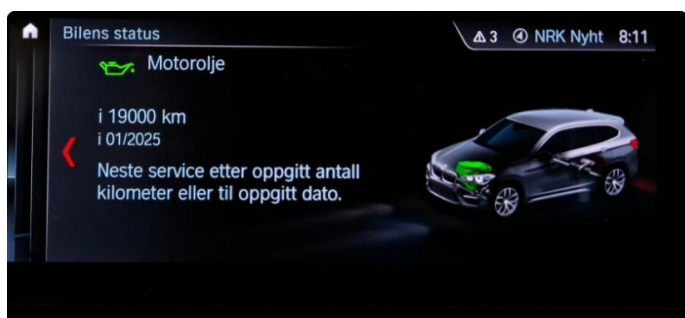 Bilens status
3 NRK Nyht 8:11
Motorolje
i 19000 km
i 01/2025
Neste service etter oppgitt antall
kilometer eller til oppgitt dato.